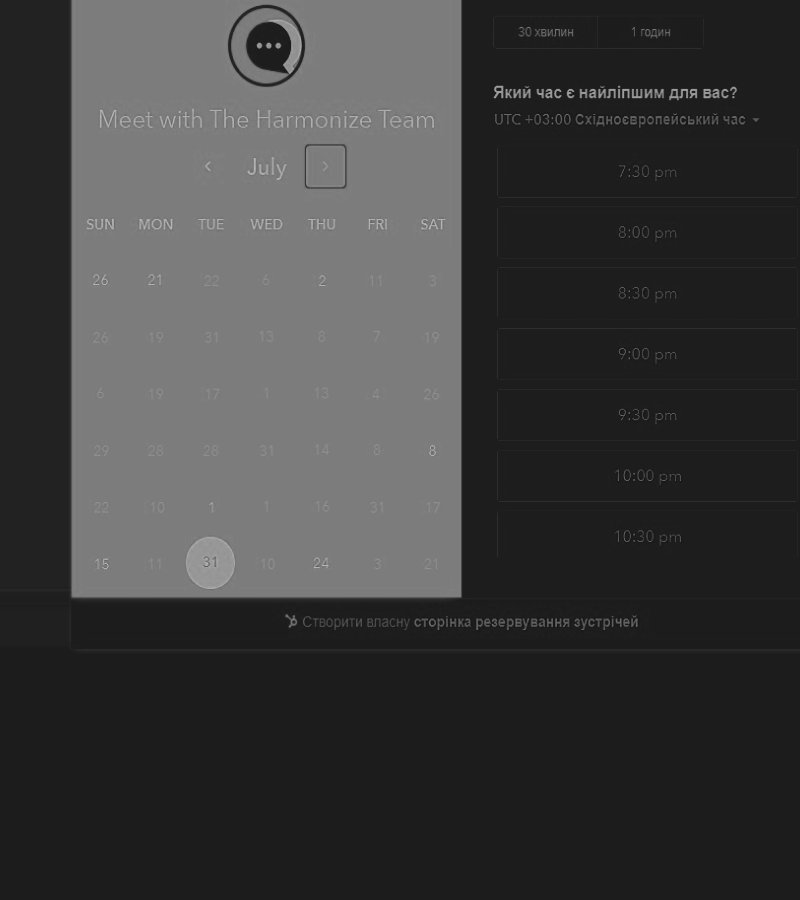 30 хвилин 1 годин
Який час є найліпшим для вас?
UTC +03:00 Східноєвропейський час
Meet with The Harmonize Team
July
SUN MON TUE WED THU FRI SAT
26 21 22 6 2 11 3
26 19 31 13 8 7 19
6 19 17 1 13 4 26
29 28 28 31 14 8 8
22 10 1 1 16 31 17
15 11 31 10 24 3 21
7:30 pm
8:00 pm
8:30 pm
9:00 pm
9:30 pm
10:00 pm
10:30 pm
Створити власну сторінка резервування зустрічей